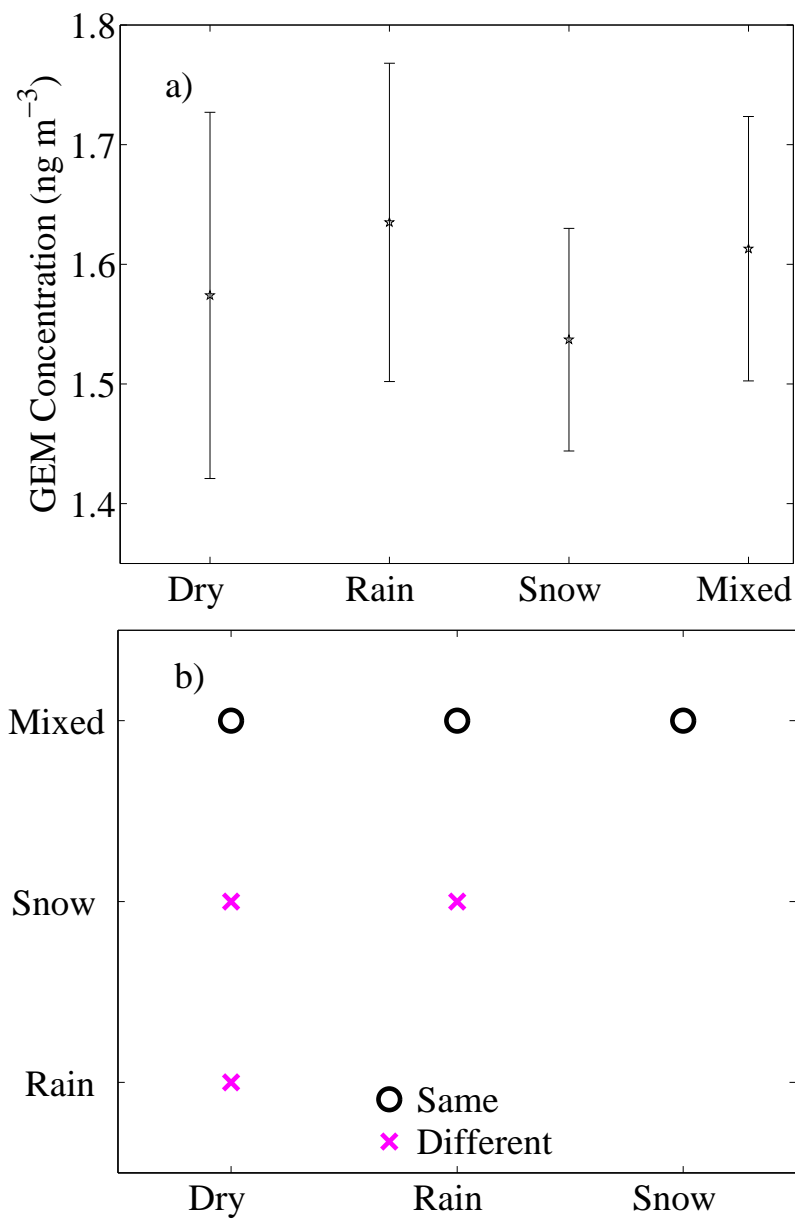 1.8
a)
1.7
1.6
1.5
1.4
GEM Concentration (ng m⁻³)
Dry Rain Snow Mixed
b)
Mixed
Snow
Rain
Same
Different
Dry Rain Snow